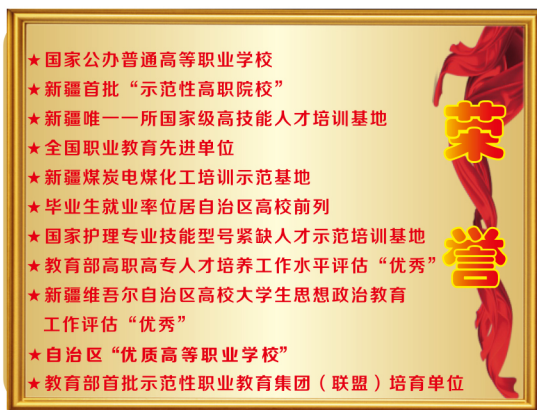 ★国家公办普通高等职业学校
★新疆首批“示范性高职院校”
★新疆唯一一所国家级高技能人才培训基地
★全国职业教育先进单位
★新疆煤炭电煤化工培训示范基地
★毕业生就业率位居自治区高校前列
★国家护理专业技能型号紧缺人才示范培训基地
★教育部高职高专人才培养工作水平评估“优秀”
★新疆维吾尔自治区高校大学生思想政治教育
工作评估“优秀”
★自治区“优质高等职业学校”
★教育部首批示范性职业教育集团（联盟）培育单位
荣
誉